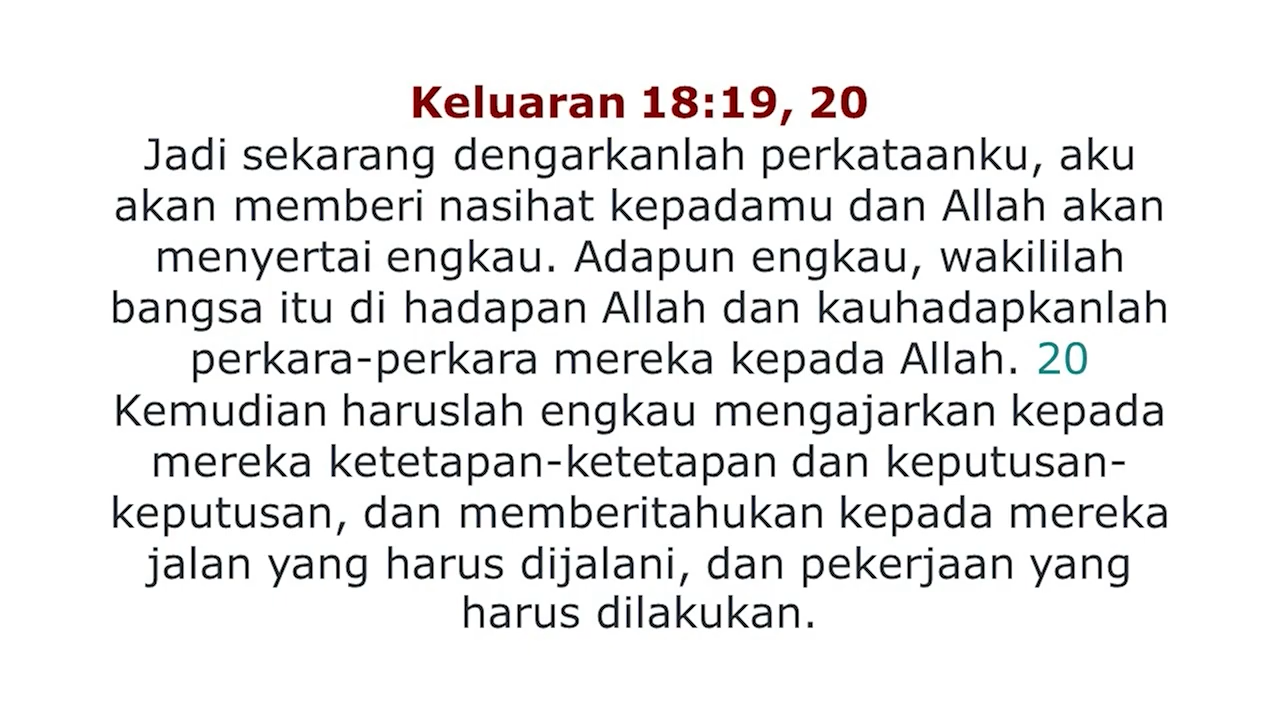 Keluaran 18:19, 20
Jadi sekarang dengarkanlah perkataanku, aku
akan memberi nasihat kepadamu dan Allah akan
menyertai engkau. Adapun engkau, wakililah
bangsa itu di hadapan Allah dan kauhadapkanlah
perkara-perkara mereka kepada Allah. 20
Kemudian haruslah engkau mengajarkan kepada
mereka ketetapan-ketetapan dan keputusan-
keputusan, dan memberitahukan kepada mereka
jalan yang harus dijalani, dan pekerjaan yang
harus dilakukan.